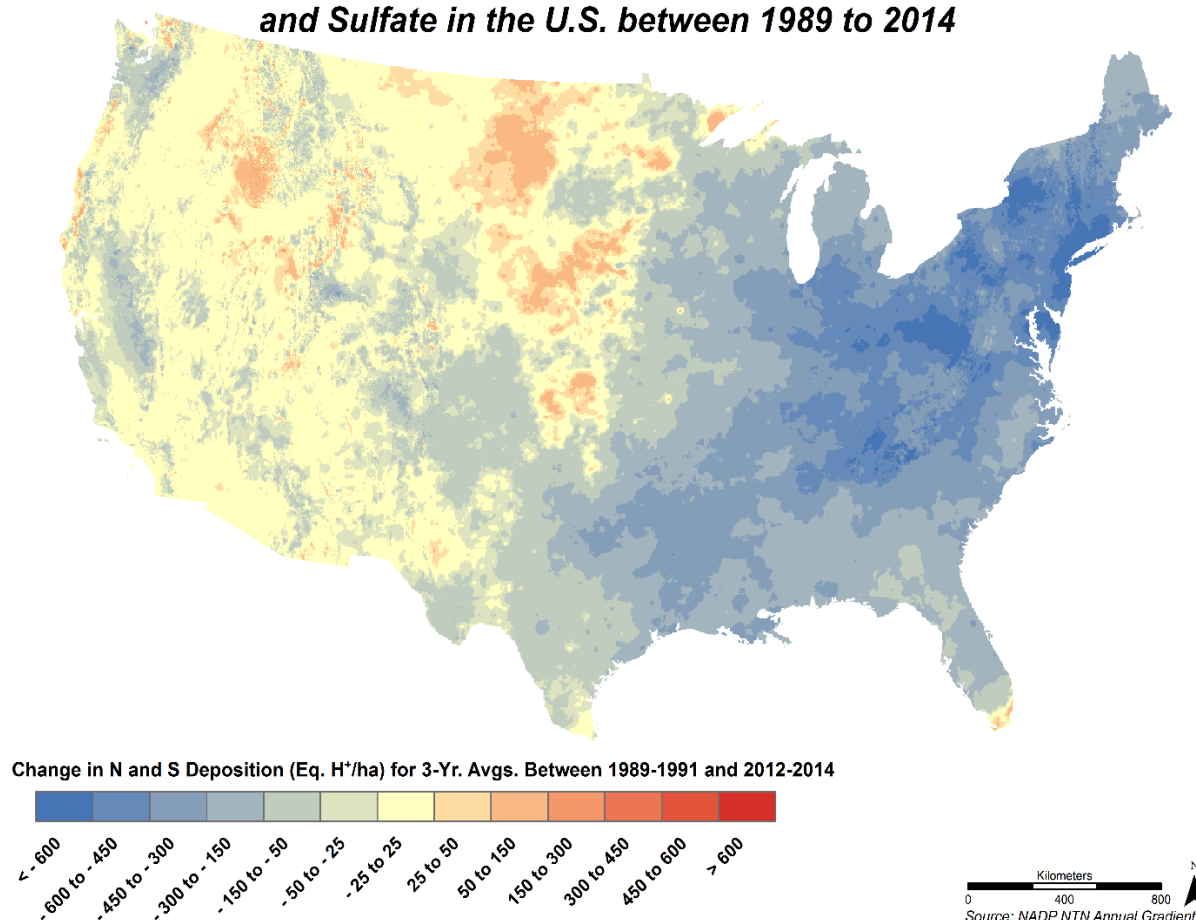 and Sulfate in the U.S. between 1989 to 2014
Change in N and S Deposition (Eq. H⁺/ha) for 3-Yr. Avgs. Between 1989-1991 and 2012-2014
< - 600
- 600 to - 450
- 450 to - 300
- 300 to - 150
- 150 to - 50
- 50 to - 25
- 25 to 25
25 to 50
50 to 150
150 to 300
300 to 450
450 to 600
> 600
N
Kilometers
0 400 800
Source: NADP NTN Annual Gradient